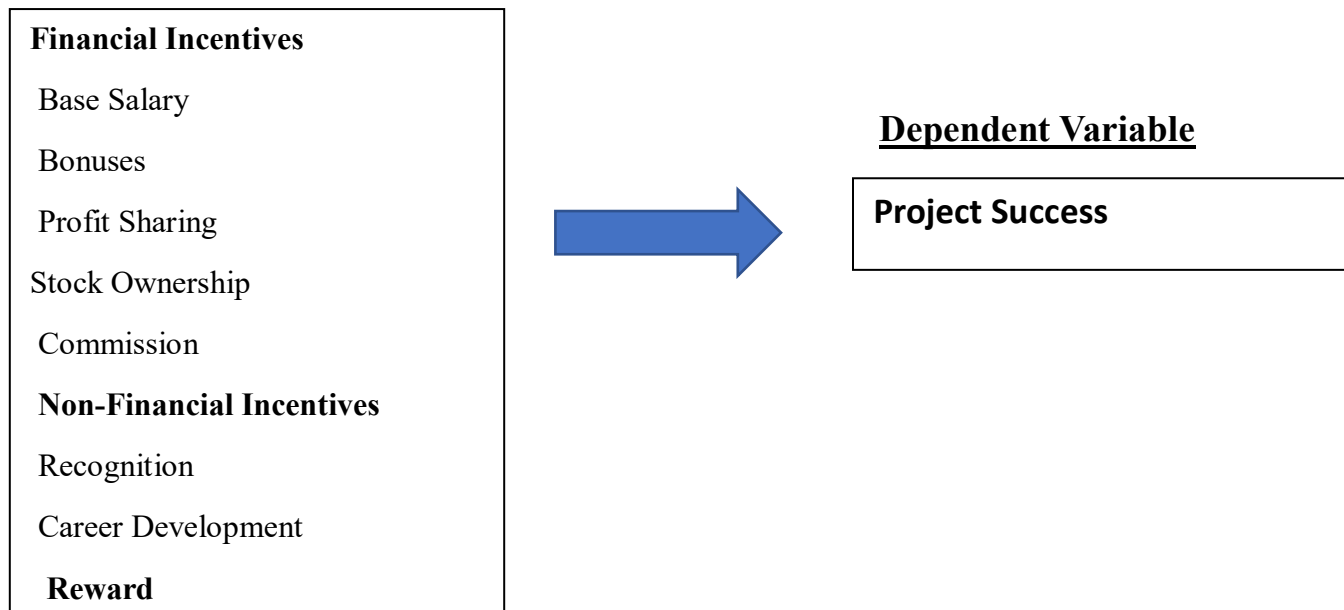 Financial Incentives
Base Salary
Bonuses
Profit Sharing
Stock Ownership
Commission
Non-Financial Incentives
Recognition
Career Development
Reward
Dependent Variable
Project Success